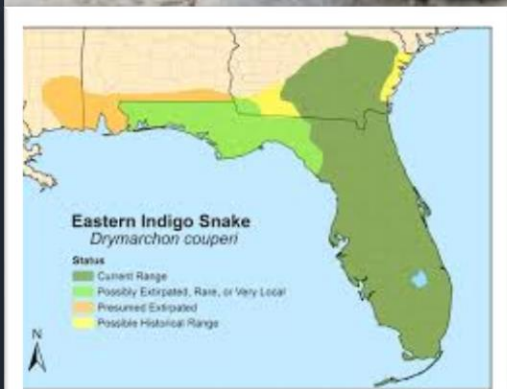 Eastern Indigo Snake
Drymarchon couperi
Status
Current Range
Possibly Extirpated, Rare, or Very Local
Presumed Extirpated
Possible Historical Range
N